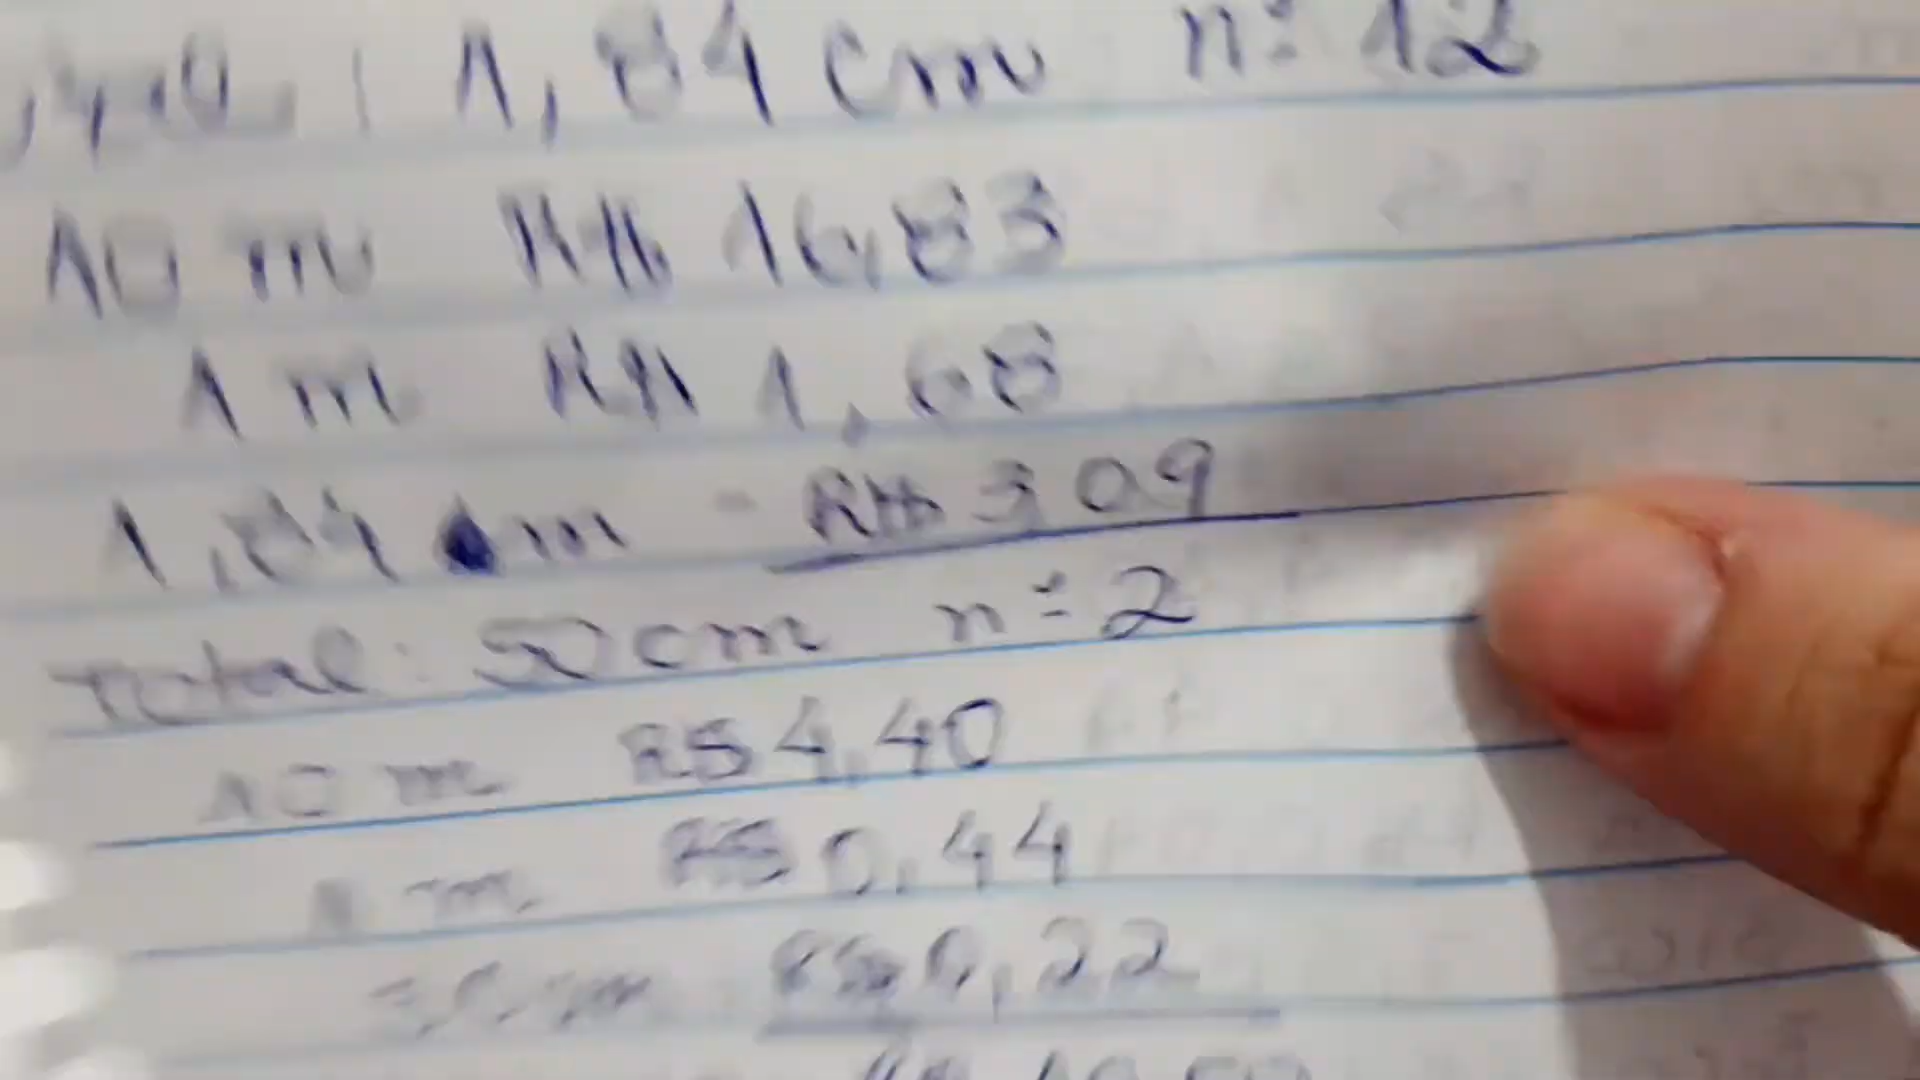 1,84 cm n: 12
10 m R$ 16,83
1 m R$ 1,68
1,84 m - R$ 3,09
total: 50 cm n: 2
10 m R$ 4,40
1 m R$ 0,44
R$ 0,22